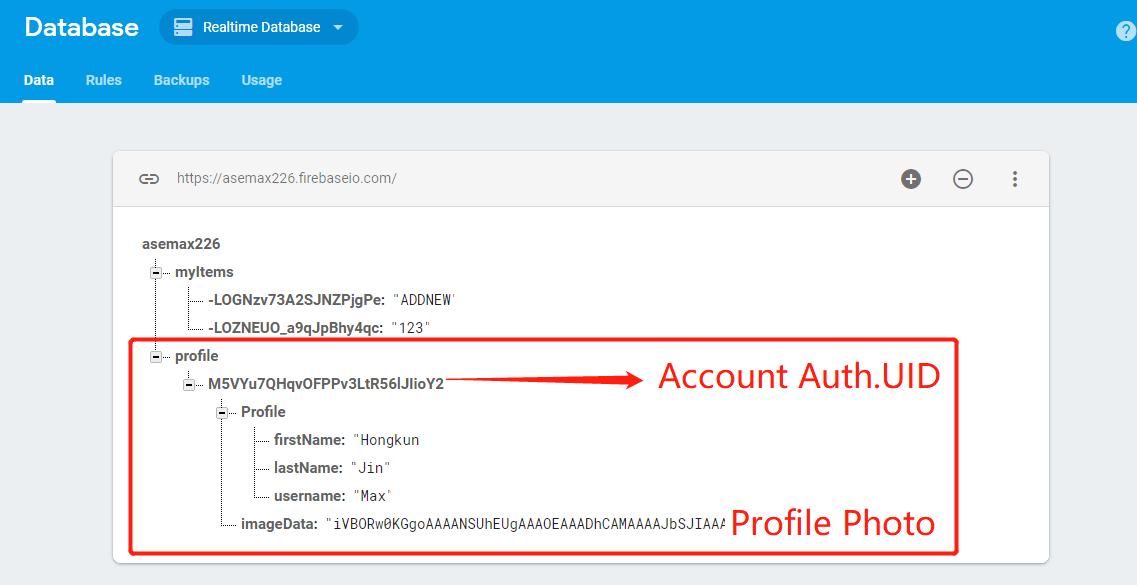 Database Realtime Database
?
Data Rules Backups Usage
https://asemax226.firebaseio.com/
asemax226
myItems
-LOGNzv73A2SJNZPjgPe: "ADDNEW"
-LOZNEUO_a9qJpBhy4qc: "123"
profile
M5VYu7QHqvOFPPv3LtR56lJIioY2 Account Auth.UID
Profile
firstName: "Hongkun
lastName: "Jin"
username: "Max"
imageData: "iVBORw0KGgoAAAANSUhEUgAAAOEAAADhCAMAAAAJbSJIAAA Profile Photo